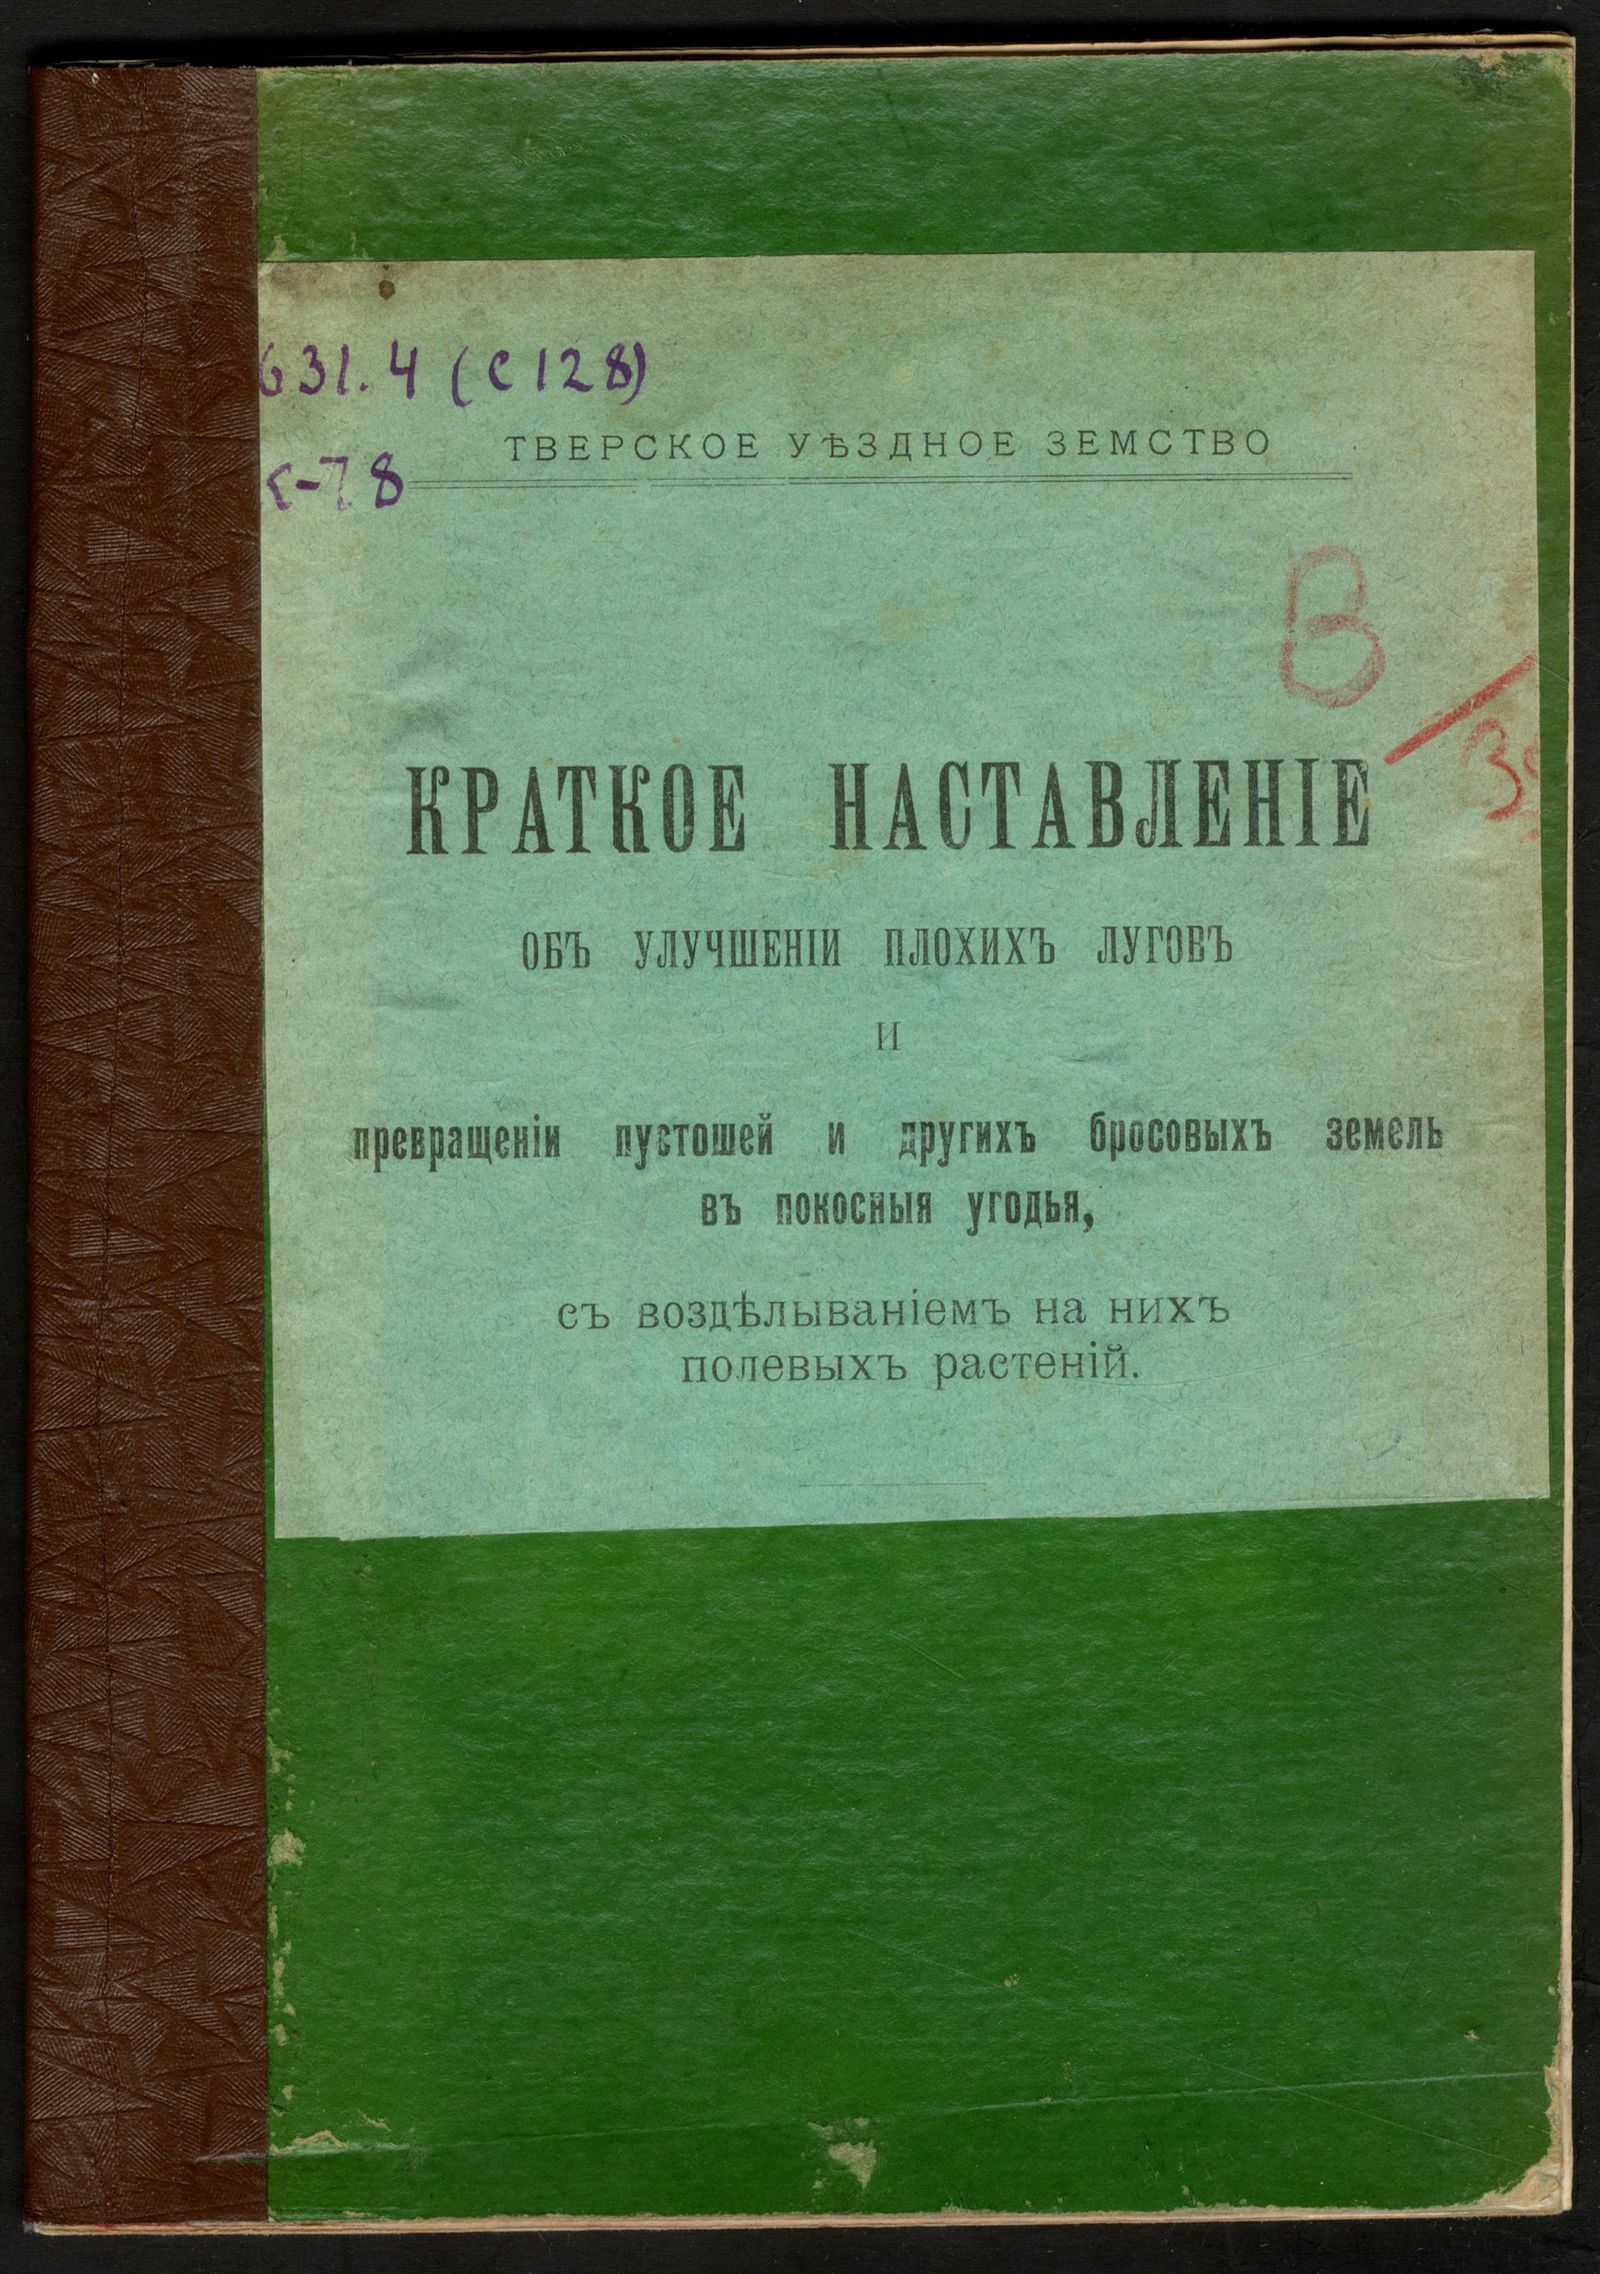 631.4 (С128)
ТВЕРСКОЕ УѢЗДНОЕ ЗЕМСТВО
К-78
В
КРАТКОЕ НАСТАВЛЕНІЕ
ОБЪ УЛУЧШЕНІИ ПЛОХИХЪ ЛУГОВЪ
И
превращеніи пустошей и другихъ бросовыхъ земель
въ покосныя угодья,
съ воздѣлываніемъ на нихъ
полевыхъ растеній.